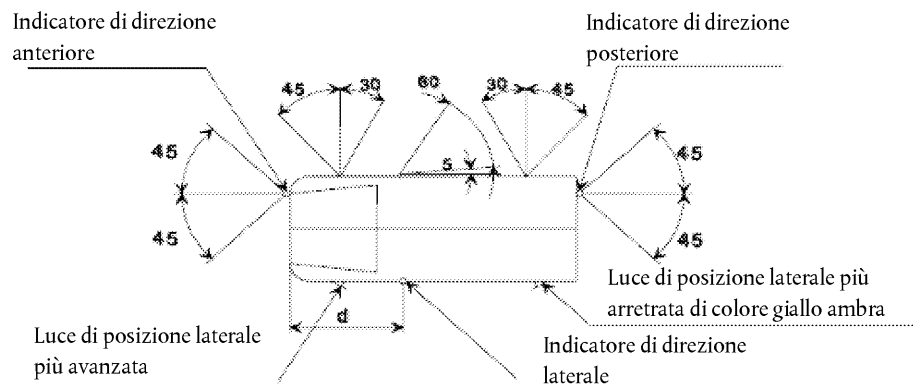 Indicatore di direzione
anteriore
Indicatore di direzione
posteriore
45
30
60
30
45
45
5
45
45
45
d
Luce di posizione laterale più
arretrata di colore giallo ambra
Luce di posizione laterale
più avanzata
Indicatore di direzione
laterale